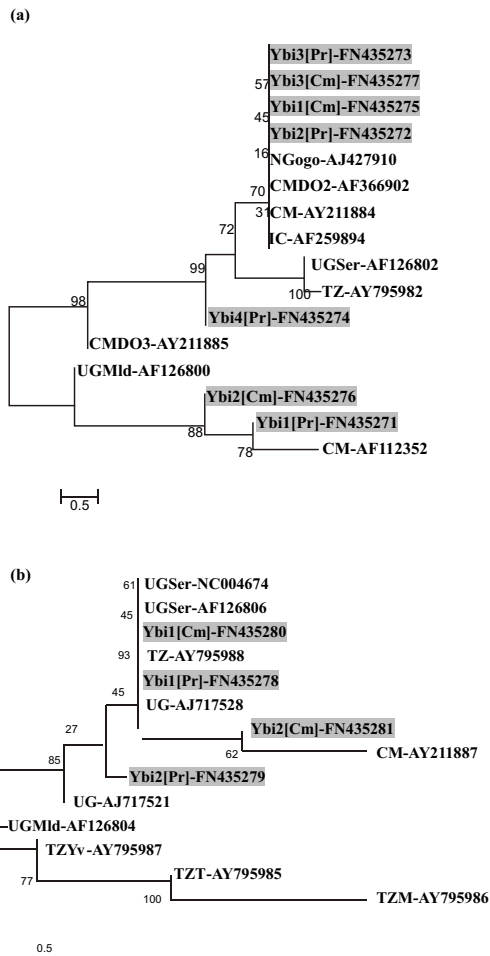 (a)
Ybi3[Pr]-FN435273
Ybi3[Cm]-FN435277
57
Ybi1[Cm]-FN435275
45
Ybi2[Pr]-FN435272
16
NGogo-AJ427910
CMDO2-AF366902
70
CM-AY211884
31
72
IC-AF259894
UGSer-AF126802
99
TZ-AY795982
100
98
Ybi4[Pr]-FN435274
CMDO3-AY211885
UGMld-AF126800
Ybi2[Cm]-FN435276
Ybi1[Pr]-FN435271
88
CM-AF112352
78
0.5
(b)
61
UGSer-NC004674
45
UGSer-AF126806
Ybi1[Cm]-FN435280
93
TZ-AY795988
Ybi1[Pr]-FN435278
45
UG-AJ717528
27
Ybi2[Cm]-FN435281
62
CM-AY211887
85
Ybi2[Pr]-FN435279
UG-AJ717521
UGMld-AF126804
TZYv-AY795987
77
TZT-AY795985
100
TZM-AY795986
0.5